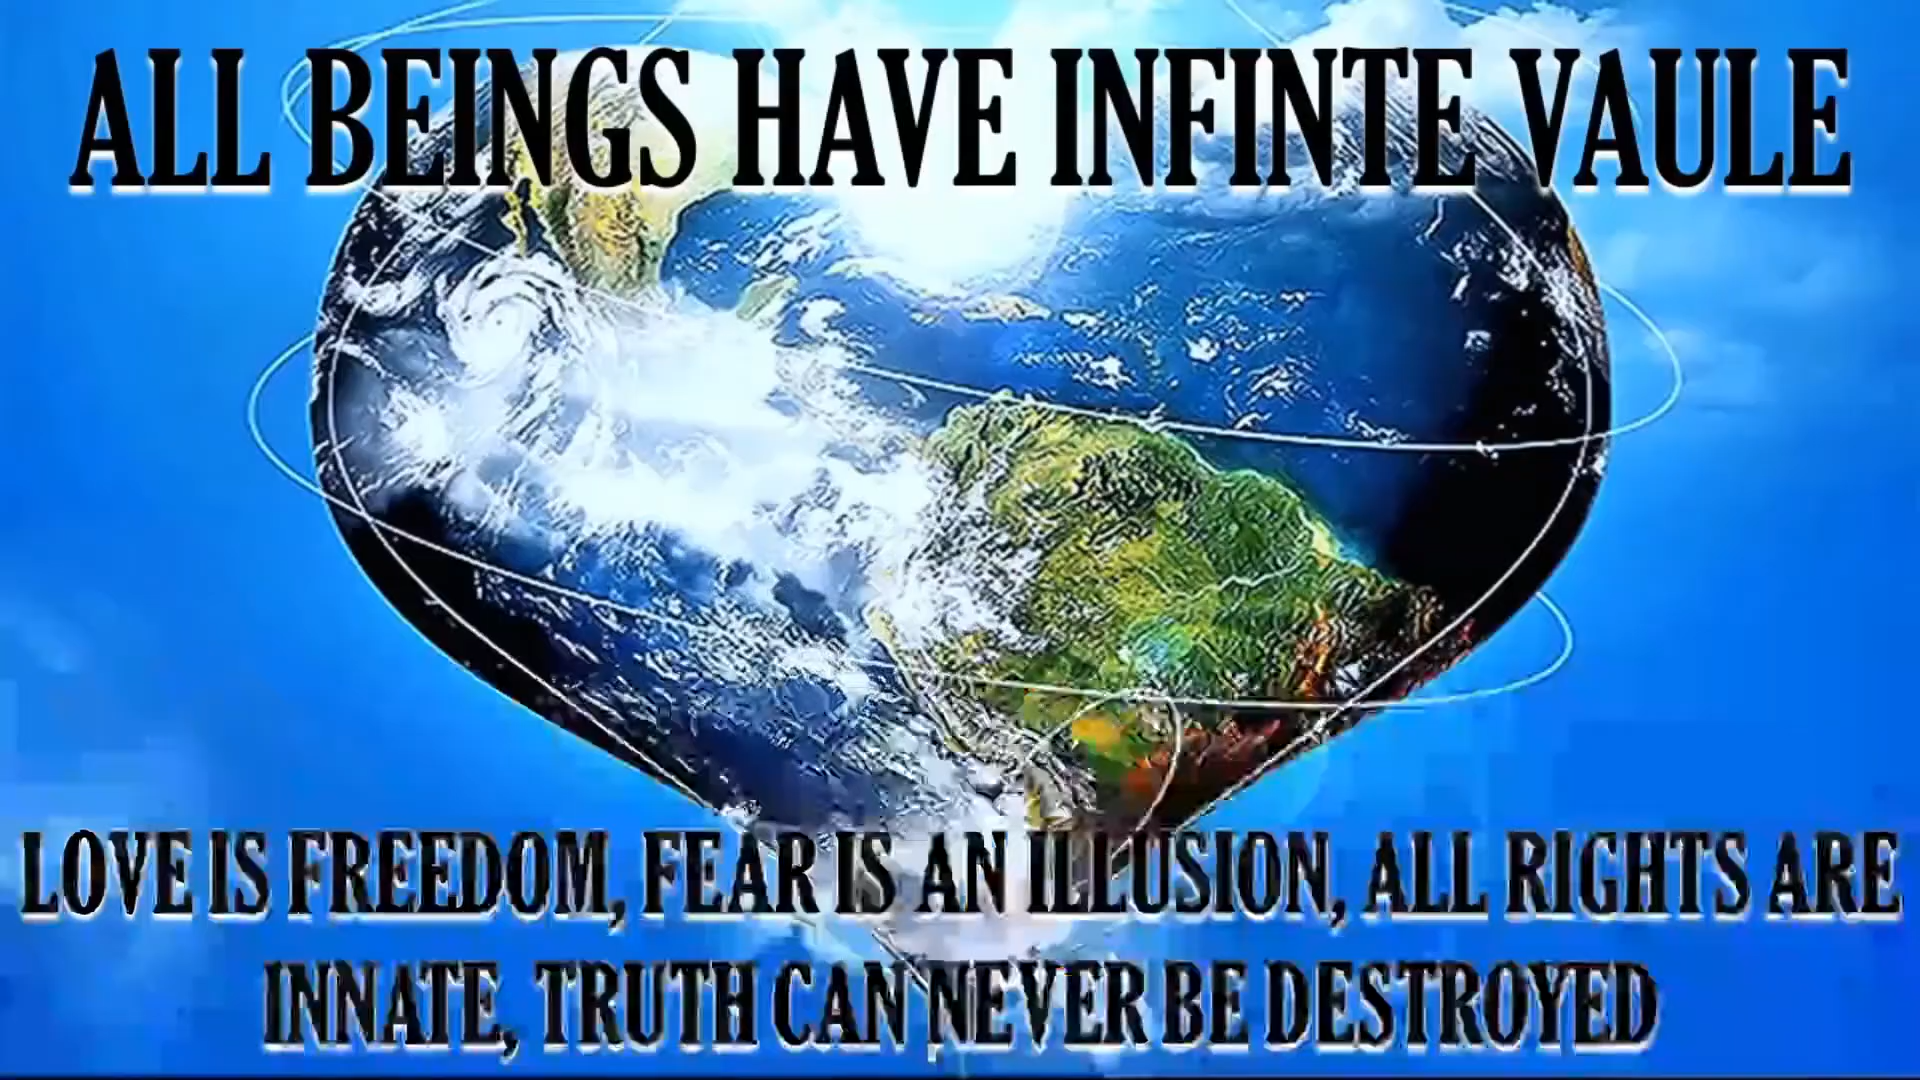 ALL BEINGS HAVE INFINTE VAULE
LOVE IS FREEDOM, FEAR IS AN ILLUSION, ALL RIGHTS ARE
INNATE, TRUTH CAN NEVER BE DESTROYED